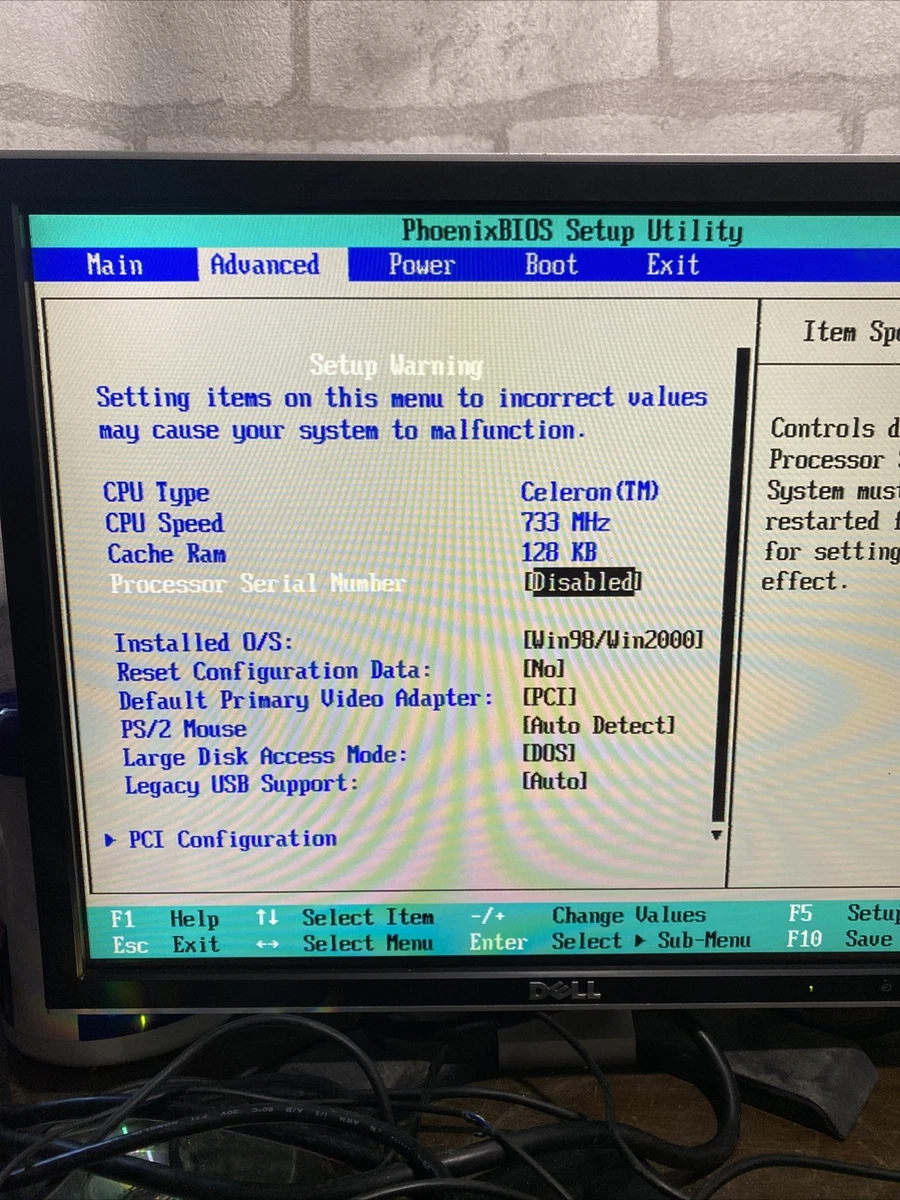 PhoenixBIOS Setup Utility
Main Advanced Power Boot Exit
Item
Setup Warning
Setting items on this menu to incorrect values
may cause your system to malfunction.
CPU Type Celeron(TM)
CPU Speed 733 MHz
Cache Ram 128 KB
Processor Serial Number [Disabled]
Installed O/S: [Win98/Win2000]
Reset Configuration Data: [No]
Default Primary Video Adapter: [PCI]
PS/2 Mouse [Auto Detect]
Large Disk Access Mode: [DOS]
Legacy USB Support: [Auto]
PCI Configuration
Controls
Processor
System
restarted
for setting
effect.
F1 Help ↑↓ Select Item -/+ Change Values F5 Setup
Esc Exit ↔ Select Menu Enter Select ▶ Sub-Menu F10 Save
DELL